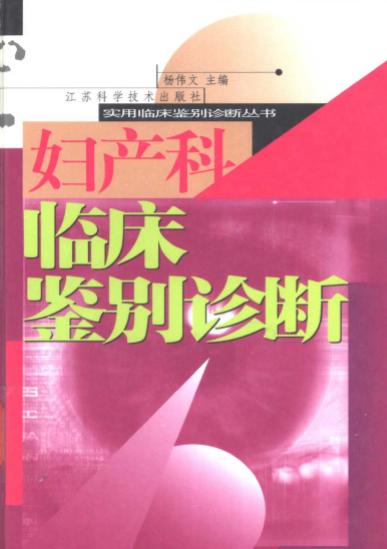 杨伟文 主编
江苏科学技术出版社
实用临床鉴别诊断丛书
妇产科
临床
鉴别诊断